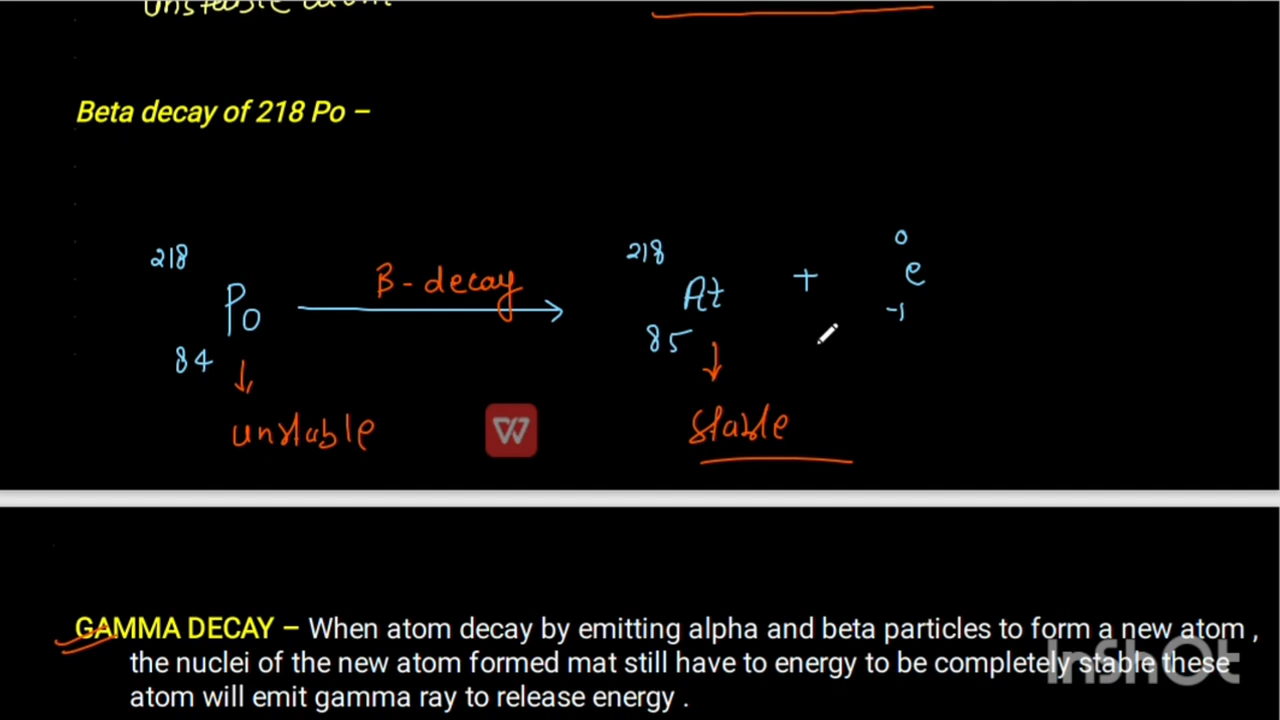 unstable atom
Beta decay of 218 Po –
218 Po 84 β - decay 218 At 85 + 0 e -1
unstable stable
GAMMA DECAY – When atom decay by emitting alpha and beta particles to form a new atom ,
the nuclei of the new atom formed mat still have to energy to be completely stable these
atom will emit gamma ray to release energy .
InShOt